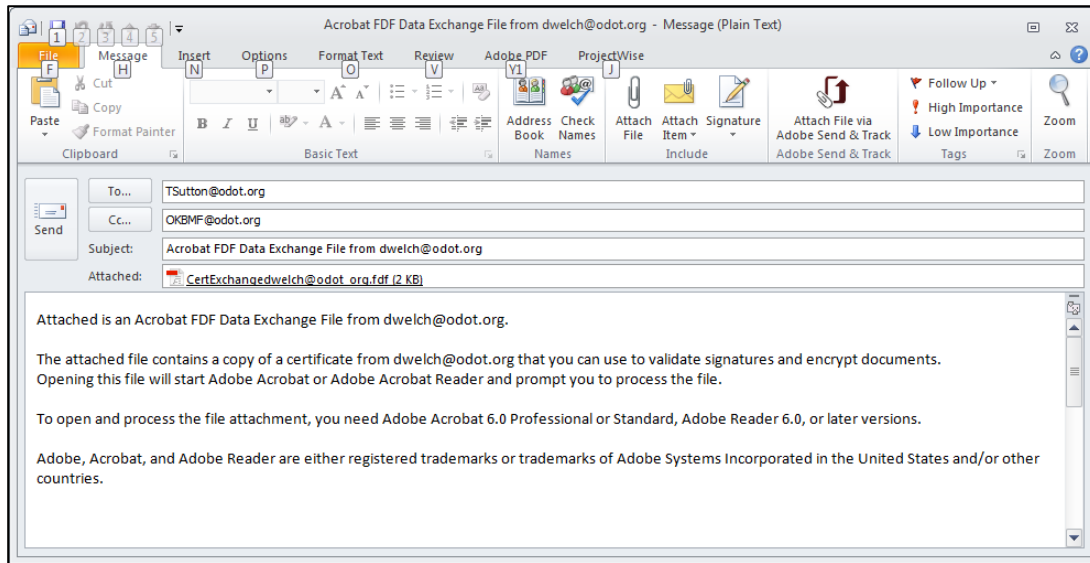 Acrobat FDF Data Exchange File from dwelch@odot.org - Message (Plain Text)
1 2 3 4 5
File Message Insert Options Format Text Review Adobe PDF ProjectWise
F H N P O V Y1 J
Cut
Copy
Format Painter
Paste
Clipboard
B I U ab A
A A
Basic Text
Address Book
Check Names
Names
Attach File
Attach Item
Signature
Include
Attach File via Adobe Send & Track
Adobe Send & Track
Follow Up
High Importance
Low Importance
Tags
Zoom
Zoom
Send
To... TSutton@odot.org
Cc... OKBMF@odot.org
Subject: Acrobat FDF Data Exchange File from dwelch@odot.org
Attached: CertExchangedwelch@odot_org.fdf (2 KB)
Attached is an Acrobat FDF Data Exchange File from dwelch@odot.org.
The attached file contains a copy of a certificate from dwelch@odot.org that you can use to validate signatures and encrypt documents.
Opening this file will start Adobe Acrobat or Adobe Acrobat Reader and prompt you to process the file.
To open and process the file attachment, you need Adobe Acrobat 6.0 Professional or Standard, Adobe Reader 6.0, or later versions.
Adobe, Acrobat, and Adobe Reader are either registered trademarks or trademarks of Adobe Systems Incorporated in the United States and/or other
countries.